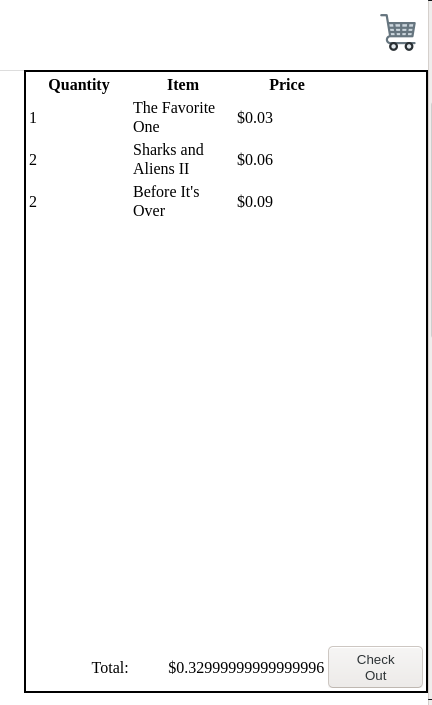 Quantity Item Price
1 The Favorite One $0.03
2 Sharks and Aliens II $0.06
2 Before It's Over $0.09
Total: $0.32999999999999996 Check Out